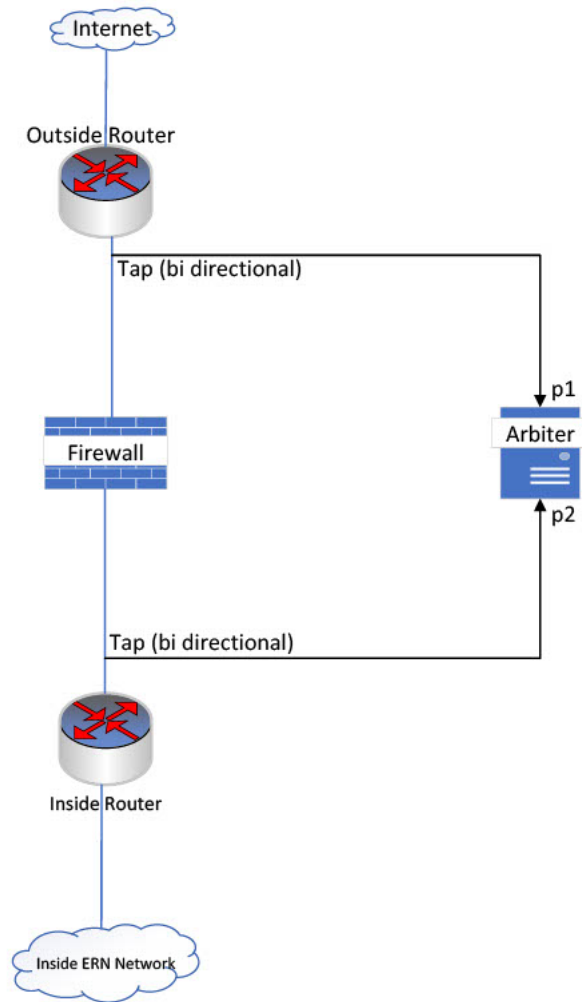 Internet
Outside Router
Tap (bi directional)
p1
Firewall
Arbiter
p2
Tap (bi directional)
Inside Router
Inside ERN Network